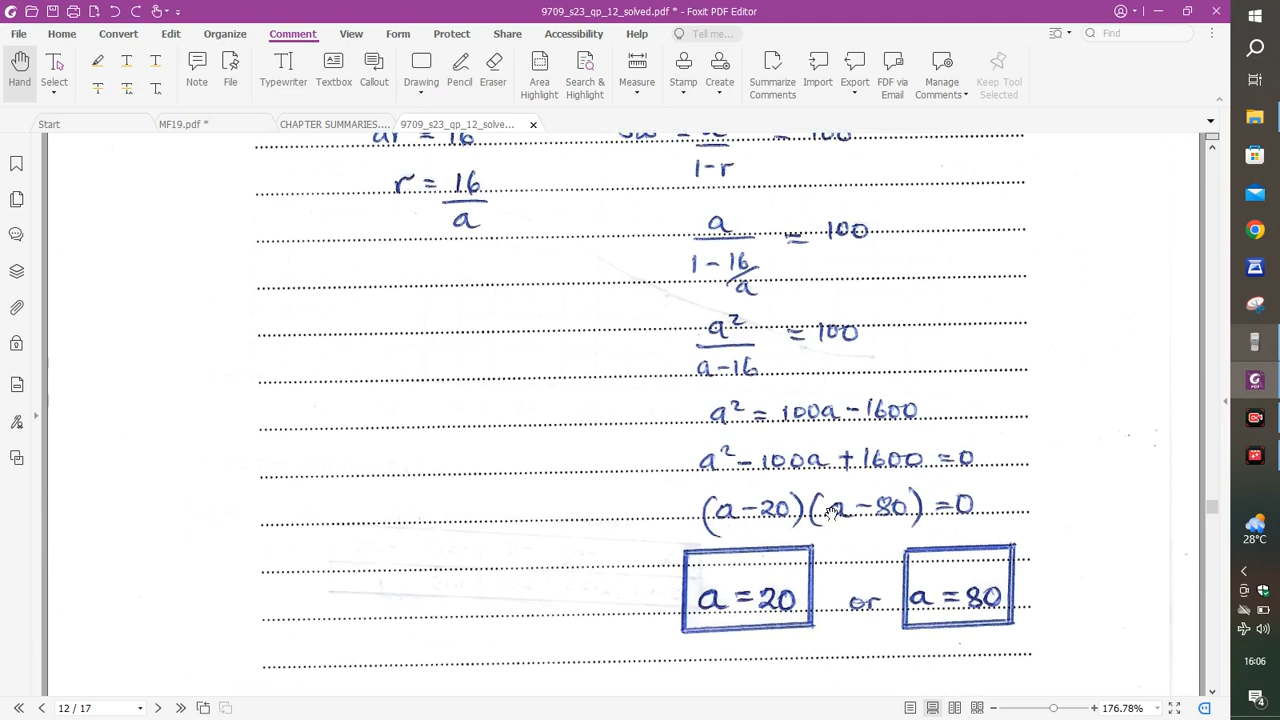 9709_s23_qp_12_solved.pdf * - Foxit PDF Editor
File Home Convert Edit Organize Comment View Form Protect Share Accessibility Help Tell me... Find
Hand Select Note File Typewriter Textbox Callout Drawing Pencil Eraser Area Highlight Search & Highlight Measure Stamp Create Summarize Comments Import Export FDF via Email Manage Comments Keep Tool Selected
Start MF19.pdf * CHAPTER SUMMARIES.... 9709_s23_qp_12_solve...
ar = 16
= 100
1-r
r = 16
a
a = 100
1 - 16/a
a² = 100
a-16
a² = 100a - 1600
a² - 100a + 1600 = 0
(a - 20)(a - 80) = 0
a = 20 or a = 80
28°C
16:06
4
12 / 17
176.78%